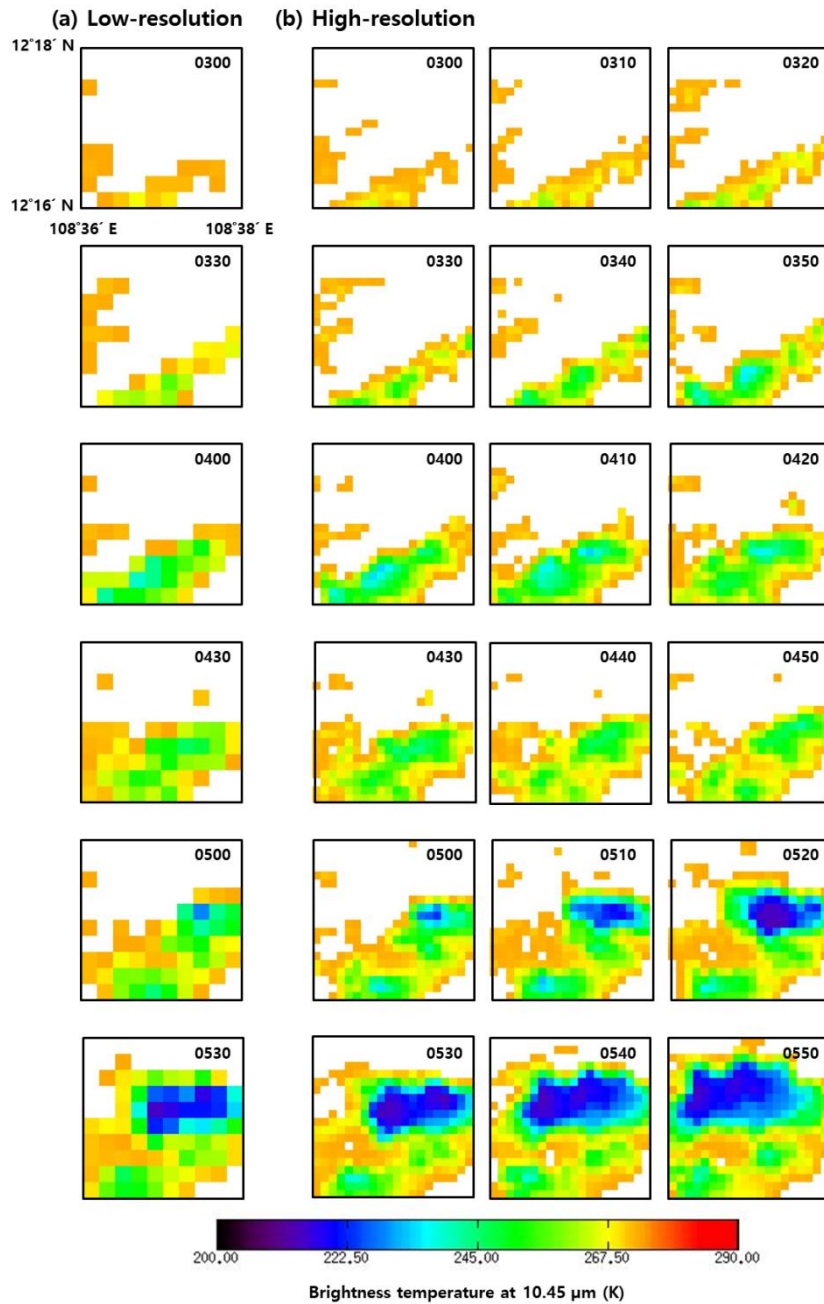 (a) Low-resolution (b) High-resolution
12°18´ N
0300 0300 0310 0320
12°16´ N
108°36´ E 108°38´ E
0330 0330 0340 0350
0400 0400 0410 0420
0430 0430 0440 0450
0500 0500 0510 0520
0530 0530 0540 0550
200.00 222.50 245.00 267.50 290.00
Brightness temperature at 10.45 μm (K)